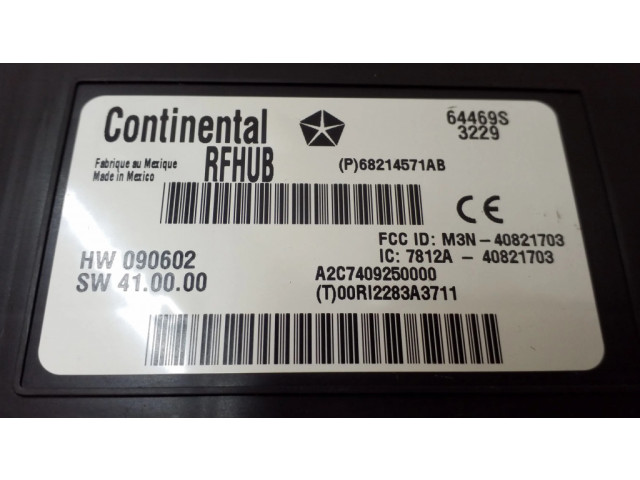 Continental
RFHUB
64469S
3229
Fabrique au Mexique
Made in Mexico
(P)68214571AB
CE
FCC ID: M3N-40821703
IC: 7812A - 40821703
HW 090602
SW 41.00.00
A2C7409250000
(T)00RI2283A3711